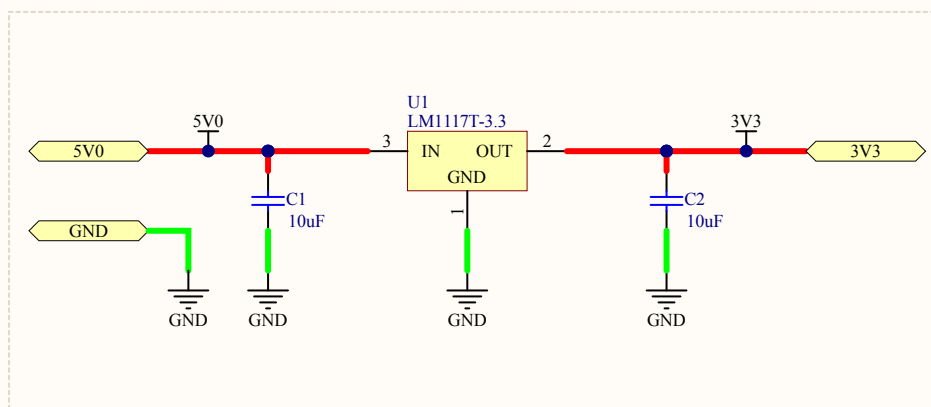 U1
LM1117T-3.3
5V0
3V3
5V0
3
IN
OUT
2
3V3
GND
1
C1
10uF
C2
10uF
GND
GND
GND
GND
GND